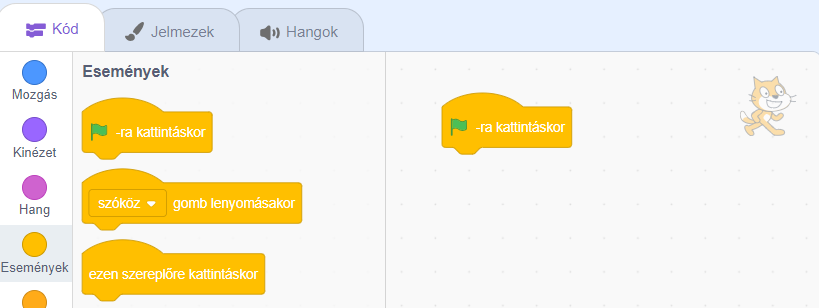 Kód
Jelmezek
Hangok
Mozgás
Kinézet
Hang
Események
Események
-ra kattintáskor
szóköz gomb lenyomásakor
ezen szereplőre kattintáskor
-ra kattintáskor